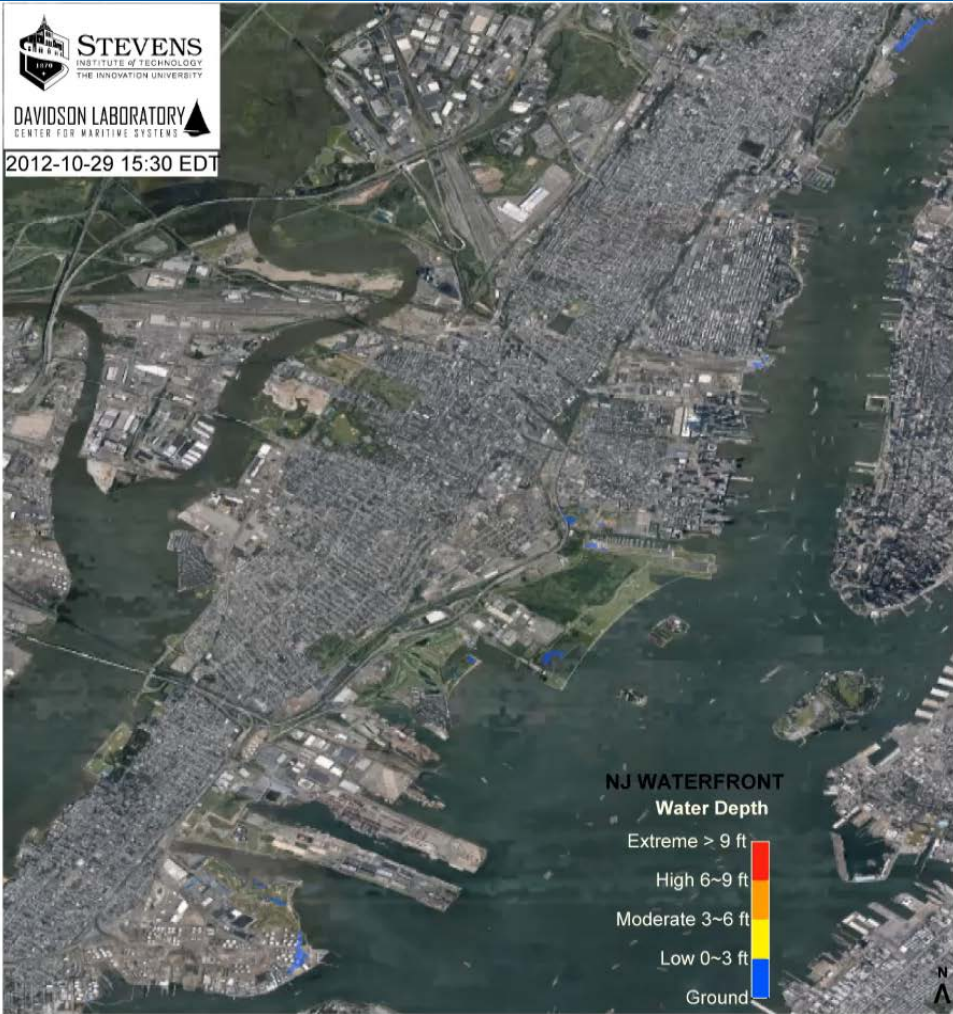 STEVENS
INSTITUTE of TECHNOLOGY
THE INNOVATION UNIVERSITY
1870
DAVIDSON LABORATORY
CENTER FOR MARITIME SYSTEMS
2012-10-29 15:30 EDT
NJ WATERFRONT
Water Depth
Extreme > 9 ft
High 6~9 ft
Moderate 3~6 ft
Low 0~3 ft
Ground
N